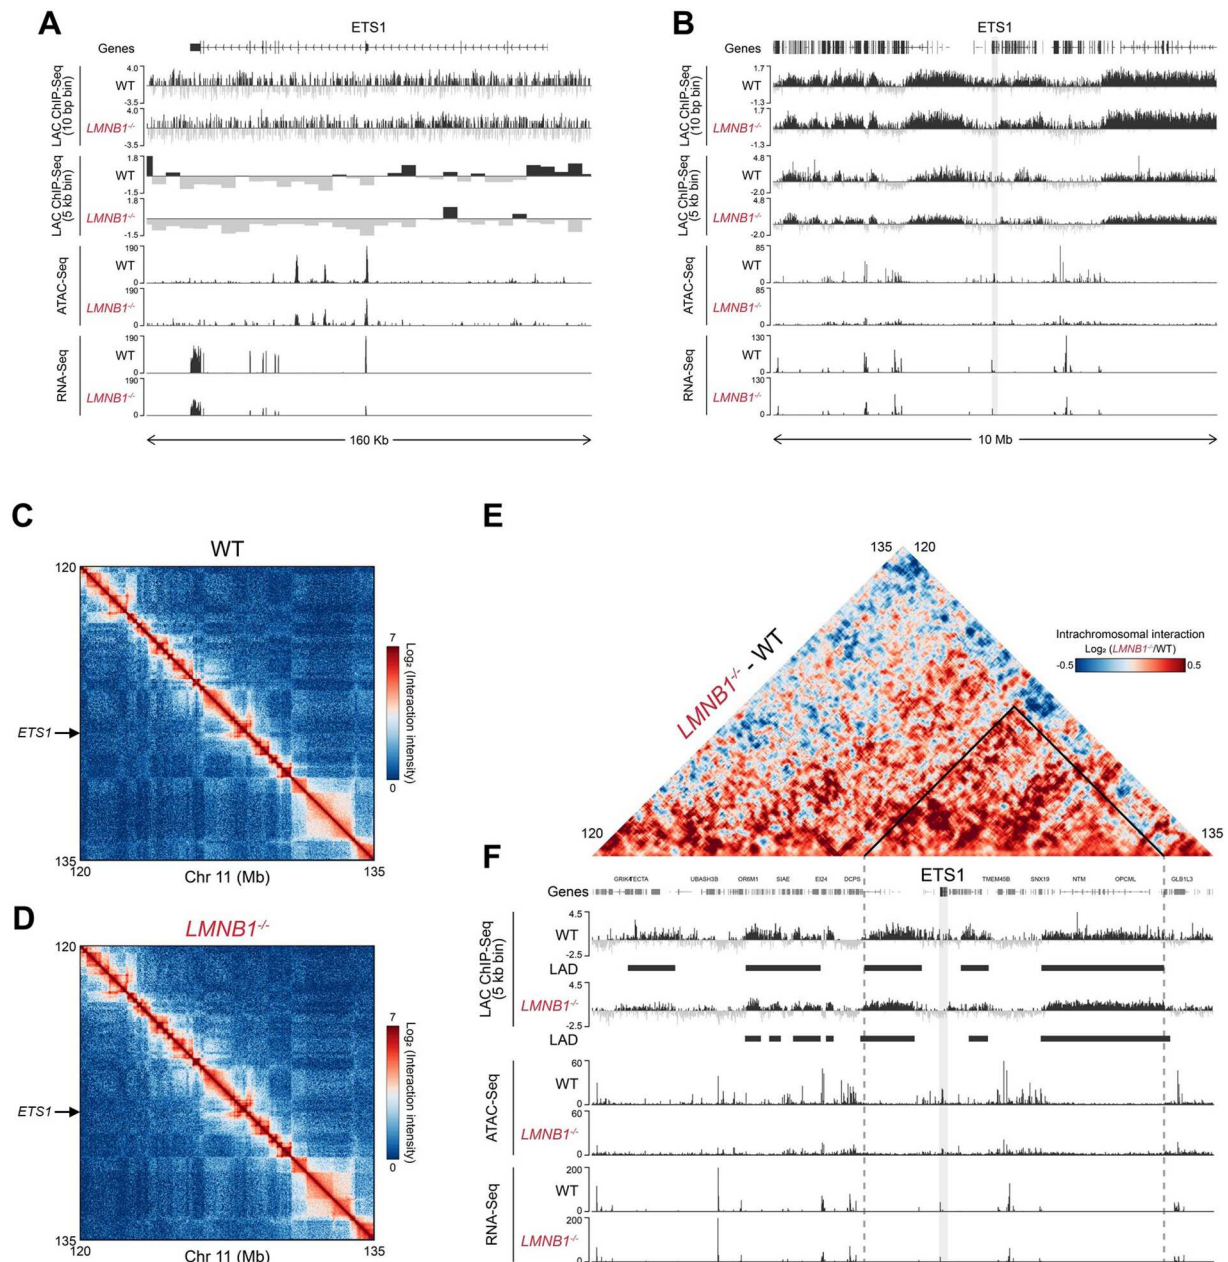 A
ETS1
Genes
LAC ChIP-Seq
(10 bp bin)
4.0
WT
-3.5
4.0
LMNB1-/-
-3.5
LAC ChIP-Seq
(5 kb bin)
1.8
WT
-1.5
1.8
LMNB1-/-
-1.5
ATAC-Seq
190
WT
0
190
LMNB1-/-
0
RNA-Seq
190
WT
0
190
LMNB1-/-
0
160 Kb
B
ETS1
Genes
LAC ChIP-Seq
(10 bp bin)
1.7
WT
-1.3
1.7
LMNB1-/-
-1.3
LAC ChIP-Seq
(5 kb bin)
4.8
WT
-2.0
4.8
LMNB1-/-
-2.0
ATAC-Seq
85
WT
0
85
LMNB1-/-
0
RNA-Seq
130
WT
0
130
LMNB1-/-
0
10 Mb
C
WT
120
ETS1
135
120
135
Chr 11 (Mb)
7
Log₂ (Interaction intensity)
0
D
LMNB1-/-
120
ETS1
135
120
135
Chr 11 (Mb)
7
Log₂ (Interaction intensity)
0
E
135 120
LMNB1-/- - WT
Intrachromosomal interaction
Log₂ (LMNB1-/-/WT)
-0.5 0.5
120
135
F
ETS1
GRIK4 TECTA UBASH3B OR6M1 SIAE EI24 DCPS TMEM45B SNX19 NTM OPCML GLB1L3
Genes
LAC ChIP-Seq
(5 kb bin)
4.5
WT
-2.5
LAD
4.5
LMNB1-/-
-2.5
LAD
ATAC-Seq
60
WT
0
60
LMNB1-/-
0
RNA-Seq
200
WT
0
200
LMNB1-/-
0